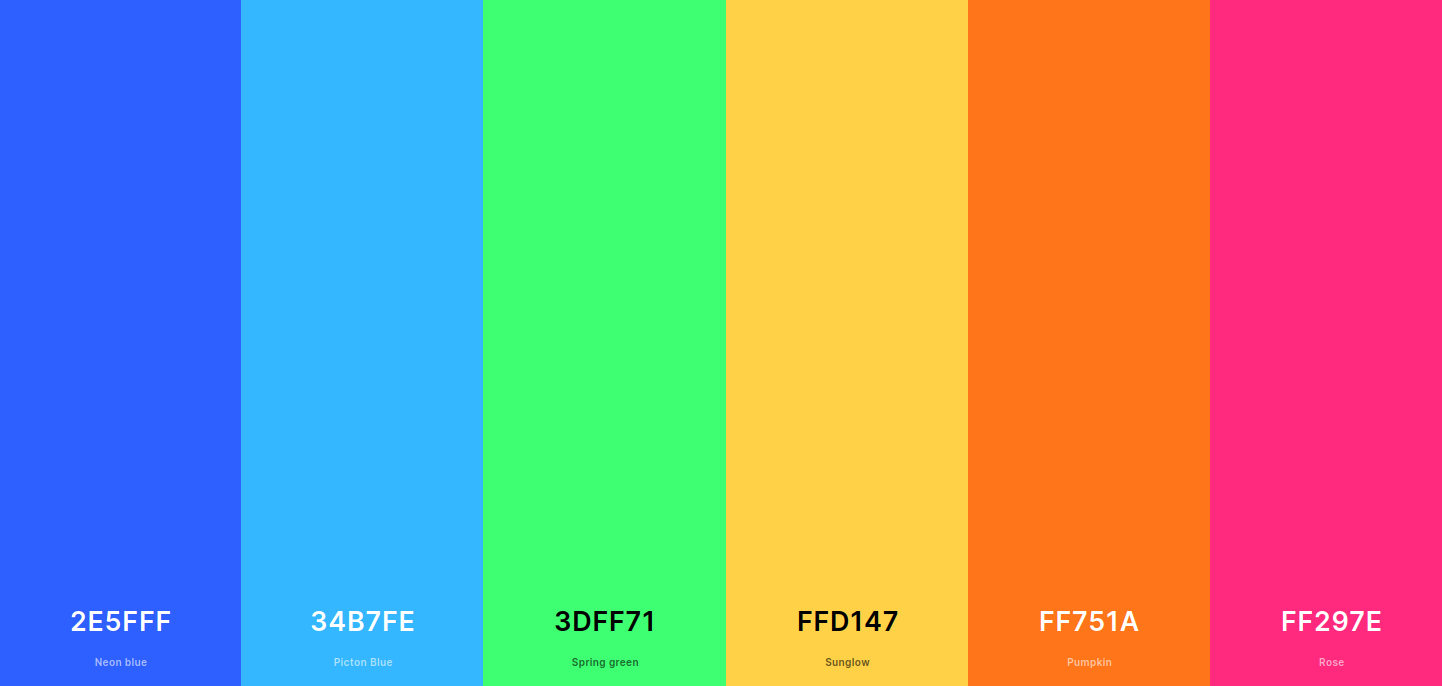 2E5FFF
Neon blue
34B7FE
Picton Blue
3DFF71
Spring green
FFD147
Sunglow
FF751A
Pumpkin
FF297E
Rose